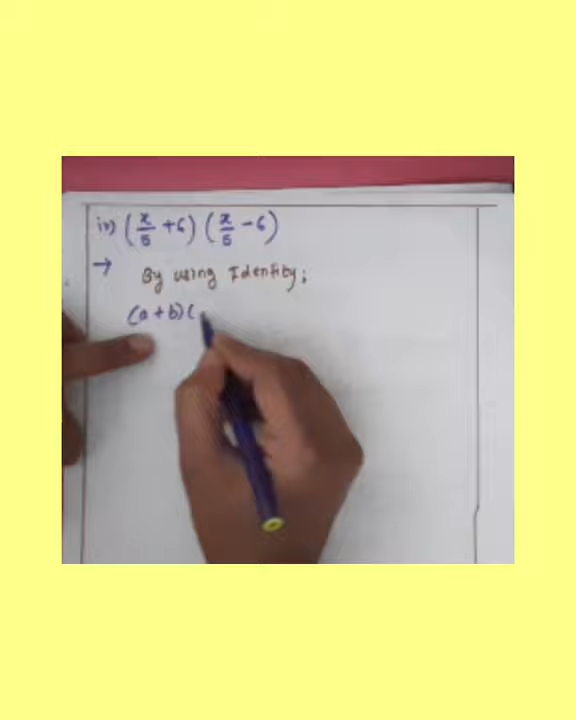 iv) (x/5 + 6) (x/5 - 6)
→ By using Identity;
(a + b) (